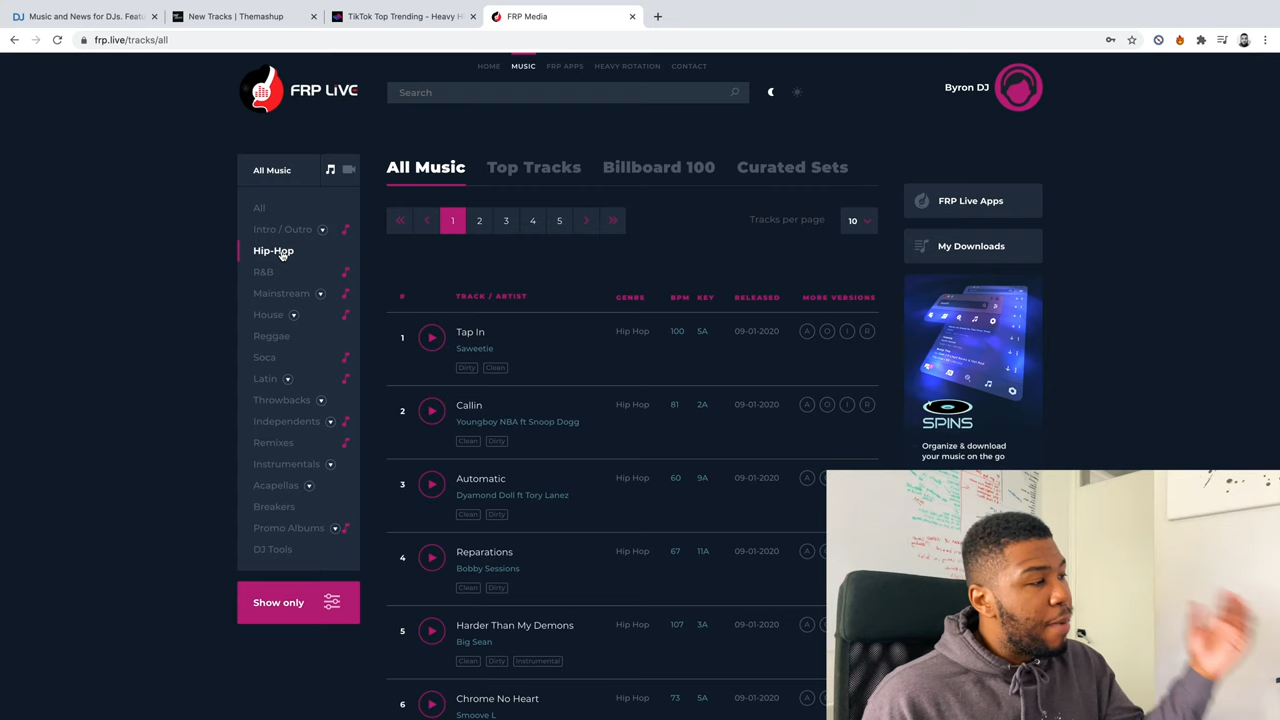 DJ Music and News for DJs. Featu
New Tracks | Themashup
TikTok Top Trending - Heavy H
FRP Media
frp.live/tracks/all
HOME MUSIC FRP APPS HEAVY ROTATION CONTACT
FRP LIVE
Search
Byron DJ
All Music
All
Intro / Outro
Hip-Hop
R&B
Mainstream
House
Reggae
Soca
Latin
Throwbacks
Independents
Remixes
Instrumentals
Acapellas
Breakers
Promo Albums
DJ Tools
Show only
All Music Top Tracks Billboard 100 Curated Sets
1 2 3 4 5
Tracks per page 10
# TRACK / ARTIST GENRE BPM KEY RELEASED MORE VERSIONS
1 Tap In Hip Hop 100 5A 09-01-2020 A O I R
Saweetie
Dirty Clean
2 Callin Hip Hop 81 2A 09-01-2020 A O I R
Youngboy NBA ft Snoop Dogg
Clean Dirty
3 Automatic Hip Hop 60 9A 09-01-2020 A O I R
Dyamond Doll ft Tory Lanez
Clean Dirty
4 Reparations Hip Hop 67 11A 09-01-2020 A
Bobby Sessions
Clean Dirty
5 Harder Than My Demons Hip Hop 107 3A 09-01-2020 A
Big Sean
Clean Dirty Instrumental
6 Chrome No Heart Hip Hop 73 5A 09-01-2020 A
Smoove L
FRP Live Apps
My Downloads
SPINS
Organize & download
your music on the go